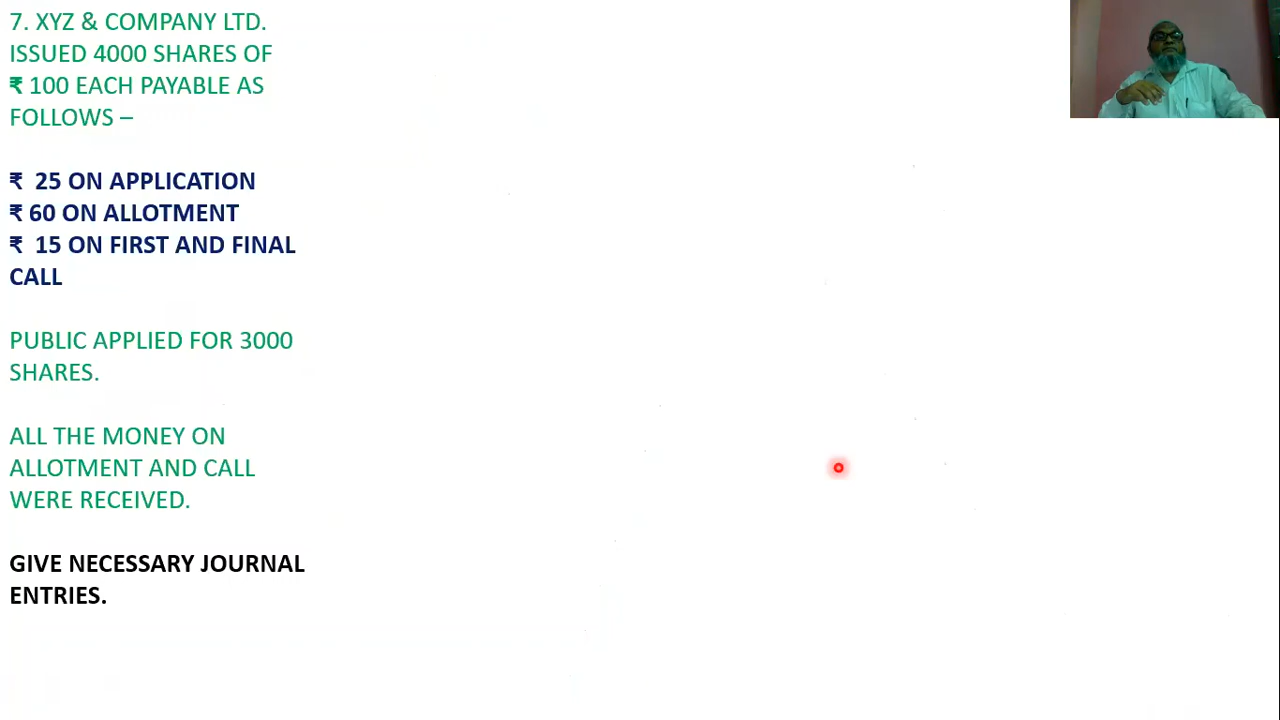 7. XYZ & COMPANY LTD.
ISSUED 4000 SHARES OF
₹ 100 EACH PAYABLE AS
FOLLOWS –
₹ 25 ON APPLICATION
₹ 60 ON ALLOTMENT
₹ 15 ON FIRST AND FINAL
CALL
PUBLIC APPLIED FOR 3000
SHARES.
ALL THE MONEY ON
ALLOTMENT AND CALL
WERE RECEIVED.
GIVE NECESSARY JOURNAL
ENTRIES.